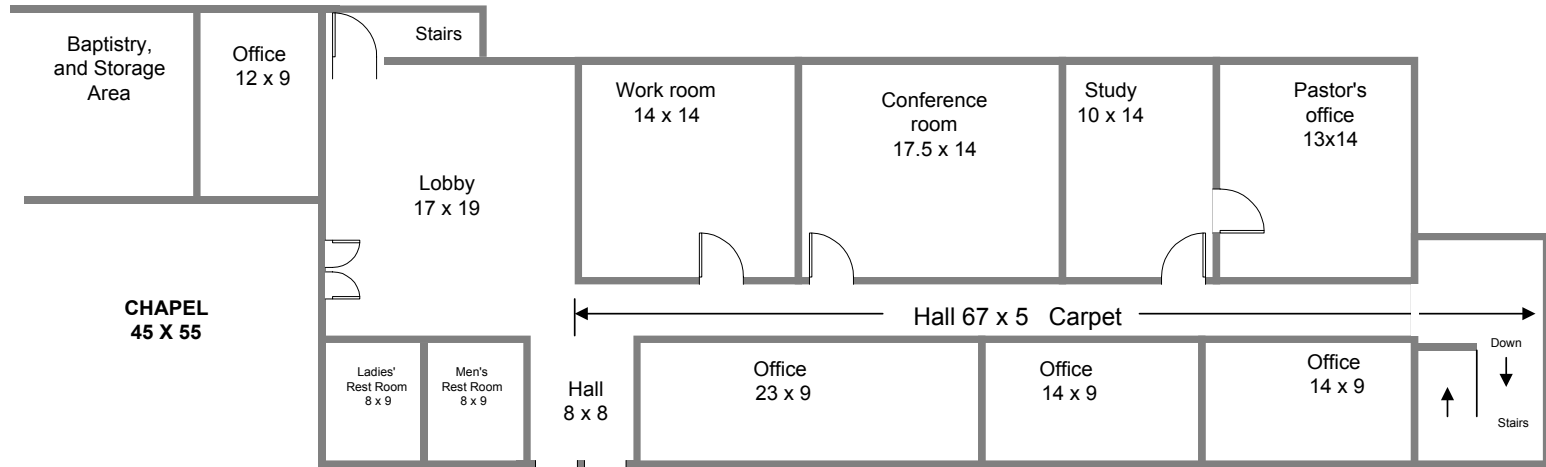 Baptistry,
and Storage
Area
Office
12 x 9
Stairs
Work room
14 x 14
Conference
room
17.5 x 14
Study
10 x 14
Pastor's
office
13x14
Lobby
17 x 19
CHAPEL
45 X 55
Hall 67 x 5 Carpet
Ladies'
Rest Room
8 x 9
Men's
Rest Room
8 x 9
Hall
8 x 8
Office
23 x 9
Office
14 x 9
Office
14 x 9
Down
Stairs